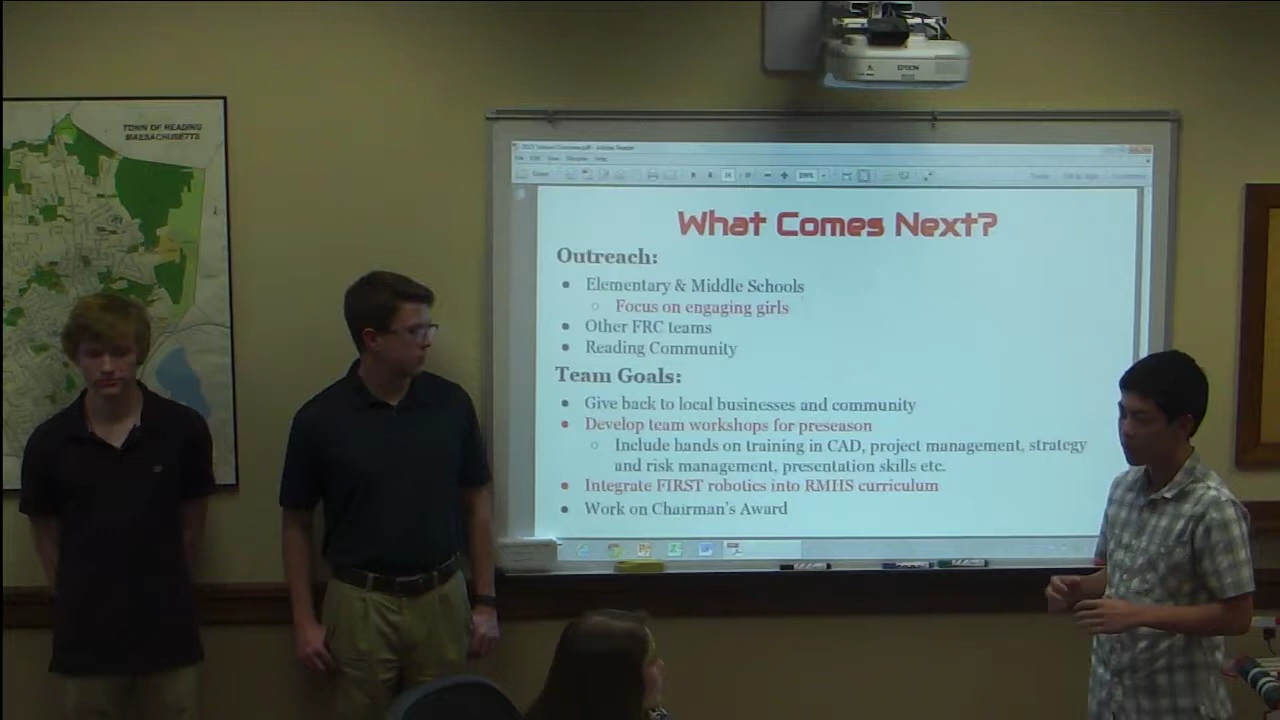 TOWN OF READING
MASSACHUSETTS
EPSON
What Comes Next?
Outreach:
Elementary & Middle Schools
Focus on engaging girls
Other FRC teams
Reading Community
Team Goals:
Give back to local businesses and community
Develop team workshops for preseason
Include hands on training in CAD, project management, strategy
and risk management, presentation skills etc.
Integrate FIRST robotics into RMHS curriculum
Work on Chairman's Award